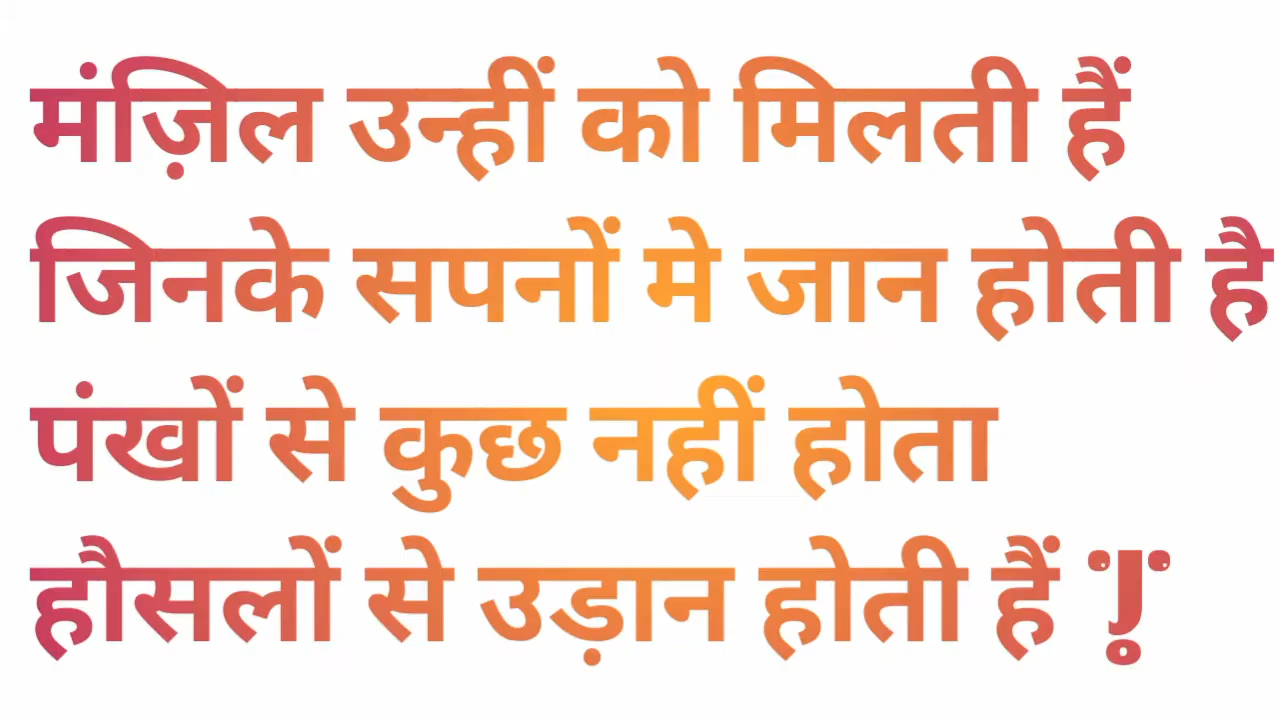 मंज़िल उन्हीं को मिलती हैं
जिनके सपनों मे जान होती है
पंखों से कुछ नहीं होता
हौसलों से उड़ान होती हैं